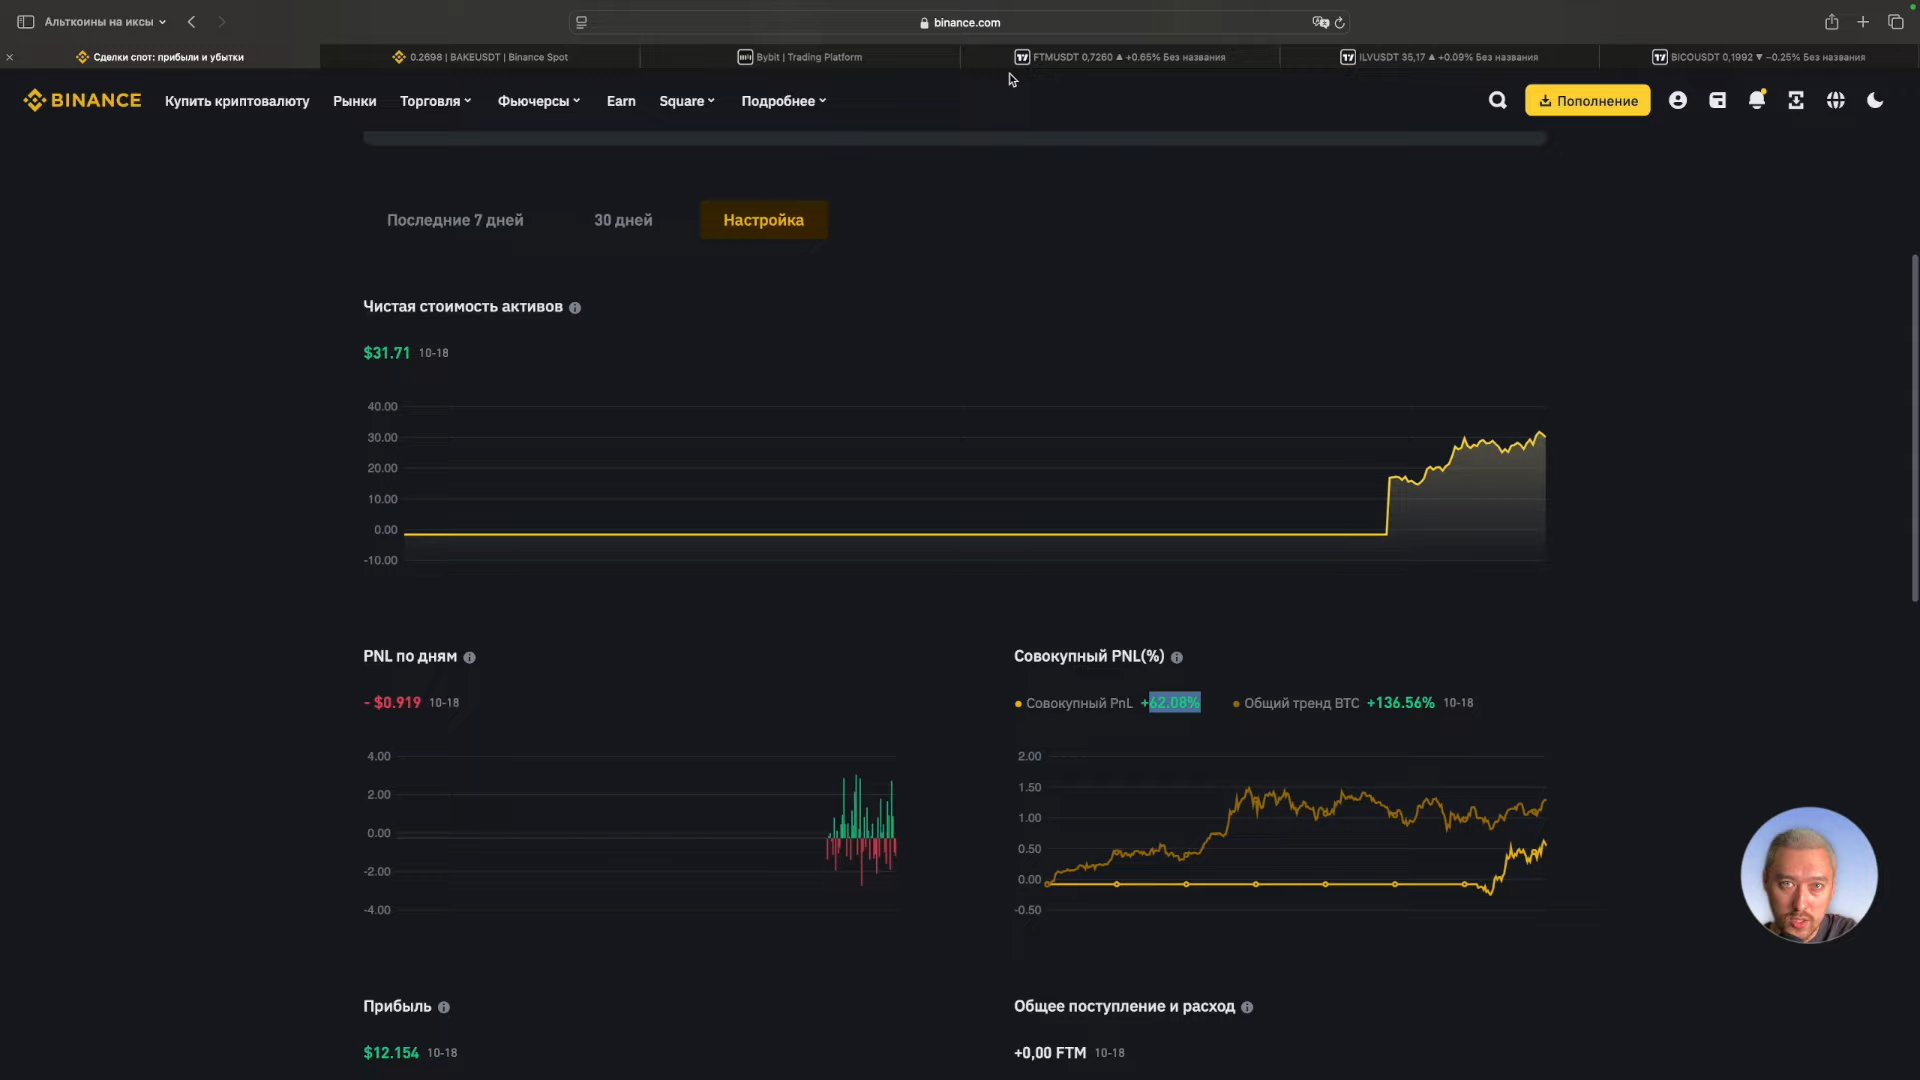 Альткоины на иксы
binance.com
Сделки спот: прибыли и убытки
0.2698 | BAKEUSDT | Binance Spot
Bybit | Trading Platform
FTMUSDT 0,7260 ▲ +0.65% Без названия
ILVUSDT 35,17 ▲ +0.09% Без названия
BICOUSDT 0,1992 ▼ −0.25% Без названия
BINANCE
Купить криптовалюту
Рынки
Торговля
Фьючерсы
Earn
Square
Подробнее
Пополнение
Последние 7 дней
30 дней
Настройка
Чистая стоимость активов
$31.71 10-18
40.00
30.00
20.00
10.00
0.00
-10.00
PNL по дням
- $0.919 10-18
4.00
2.00
0.00
-2.00
-4.00
Совокупный PNL(%)
Совокупный PnL +62.08% Общий тренд BTC +136.56% 10-18
2.00
1.50
1.00
0.50
0.00
-0.50
Прибыль
$12.154 10-18
Общее поступление и расход
+0,00 FTM 10-18